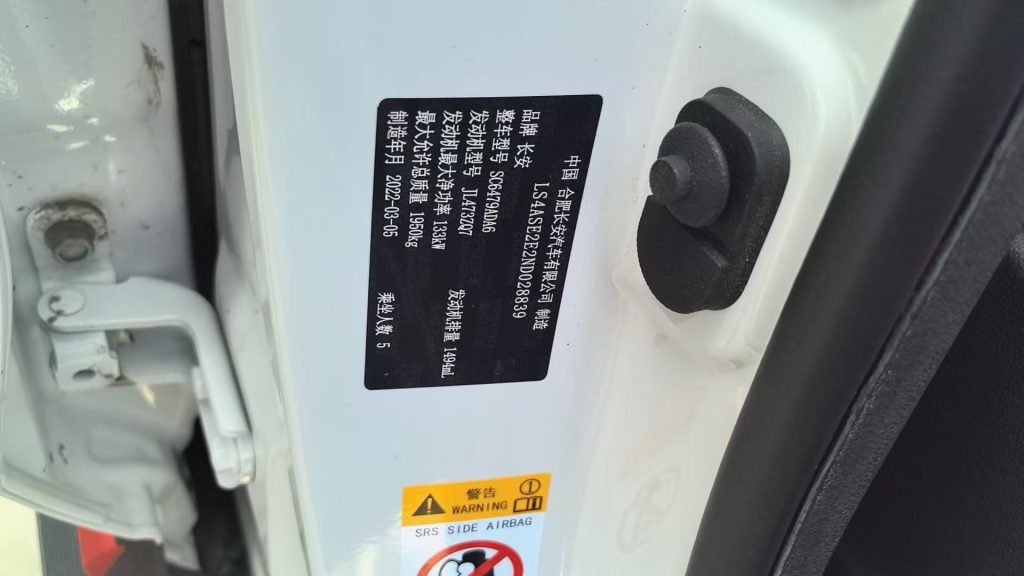 中国 合肥长安汽车有限公司 制造
LS4ASE2E2ND028839
品牌 长安
整车型号 SC6479ADA6
发动机型号 JL473ZQ7
发动机排量 1494mL
发动机最大净功率 133kW
最大允许总质量 1950kg
乘坐人数 5
制造年月 2022-03-05
警告
WARNING
SRS SIDE AIRBAG